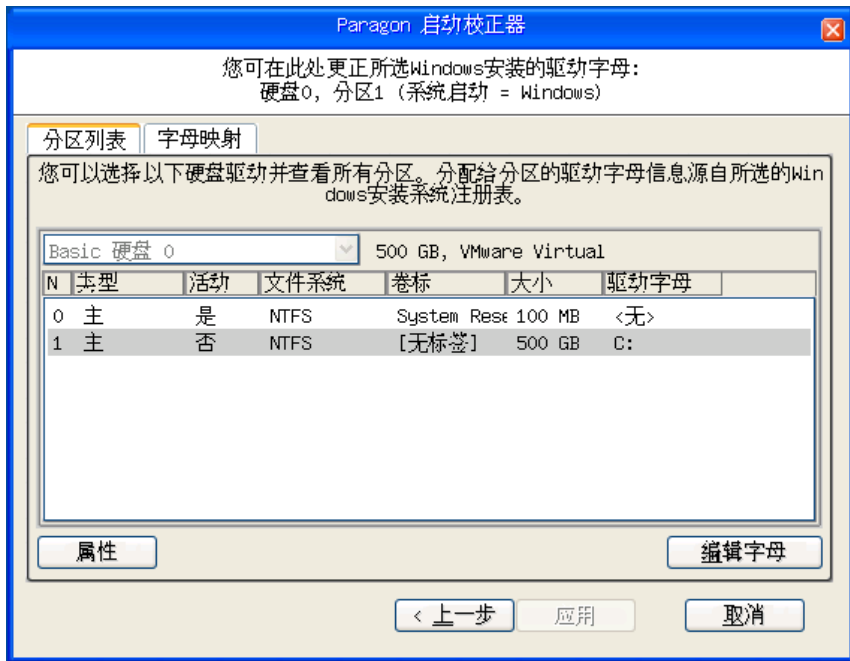 Paragon 启动校正器
您可在此处更正所选Windows安装的驱动字母:
硬盘0, 分区1 (系统启动 = Windows)
分区列表 字母映射
您可以选择以下硬盘驱动并查看所有分区。分配给分区的驱动字母信息源自所选的Win
dows安装系统注册表。
Basic 硬盘 0 500 GB, VMware Virtual
N 类型 活动 文件系统 卷标 大小 驱动字母
0 主 是 NTFS System Rese 100 MB <无>
1 主 否 NTFS [无标签] 500 GB C:
属性 编辑字母
< 上一步 应用 取消